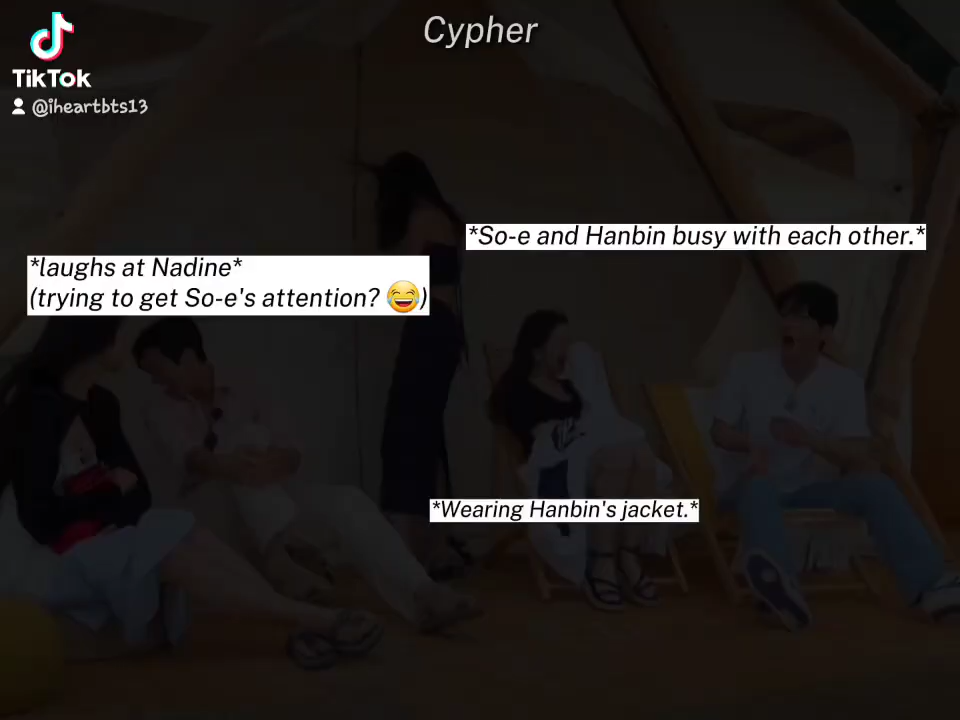 Cypher
TikTok
@iheartbts13
*So-e and Hanbin busy with each other.*
*laughs at Nadine*
(trying to get So-e's attention? 😂)
*Wearing Hanbin's jacket.*